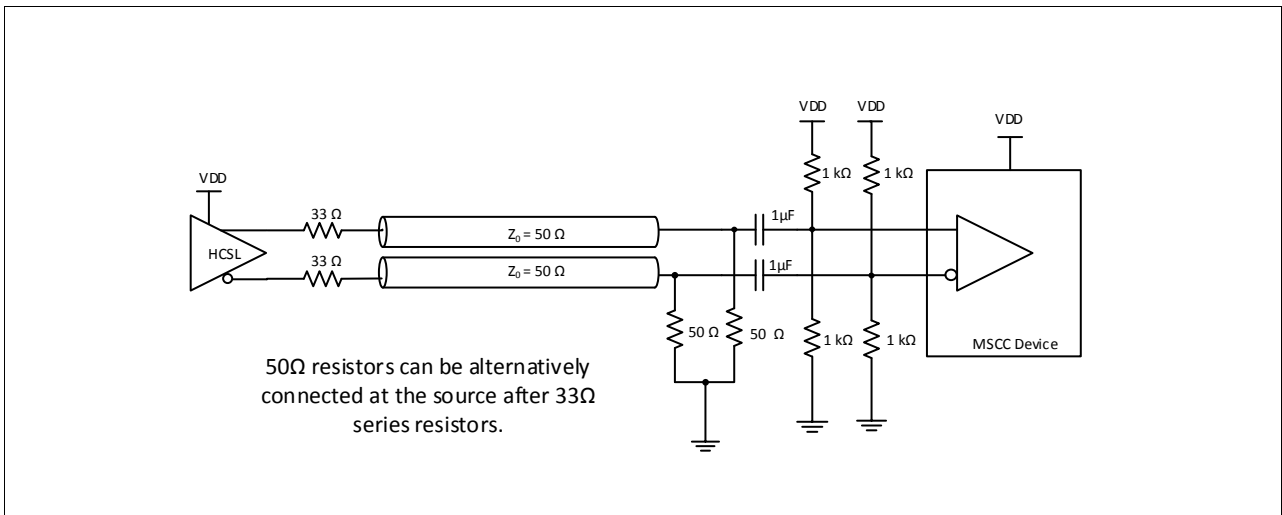 VDD
VDD
VDD
VDD
1 kΩ
1 kΩ
33 Ω
1µF
HCSL
Z₀ = 50 Ω
33 Ω
1µF
Z₀ = 50 Ω
50 Ω
50 Ω
1 kΩ
1 kΩ
MSCC Device
50Ω resistors can be alternatively
connected at the source after 33Ω
series resistors.